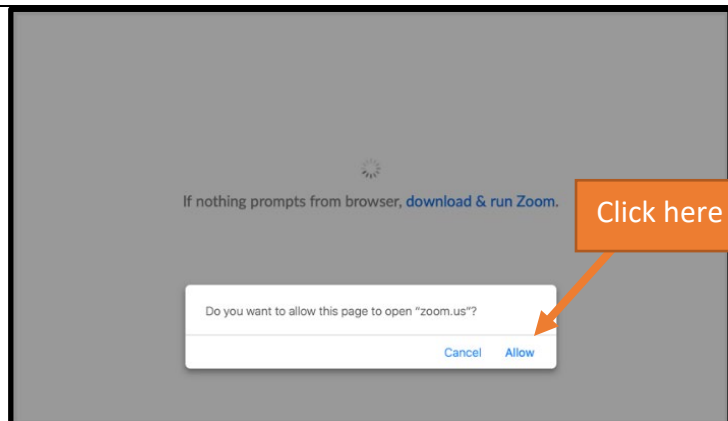 If nothing prompts from browser, download & run Zoom.
Click here
Do you want to allow this page to open “zoom.us”?
Cancel Allow